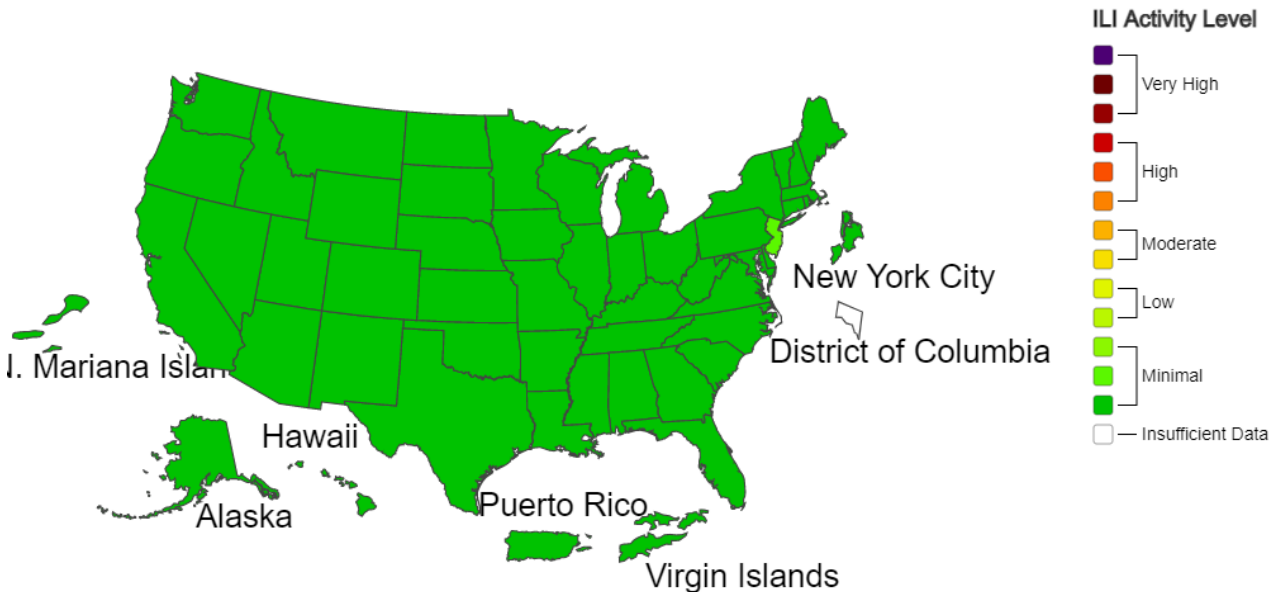 ILI Activity Level
Very High
High
Moderate
Low
Minimal
Insufficient Data
New York City
District of Columbia
N. Mariana Islan
Hawaii
Alaska
Puerto Rico
Virgin Islands